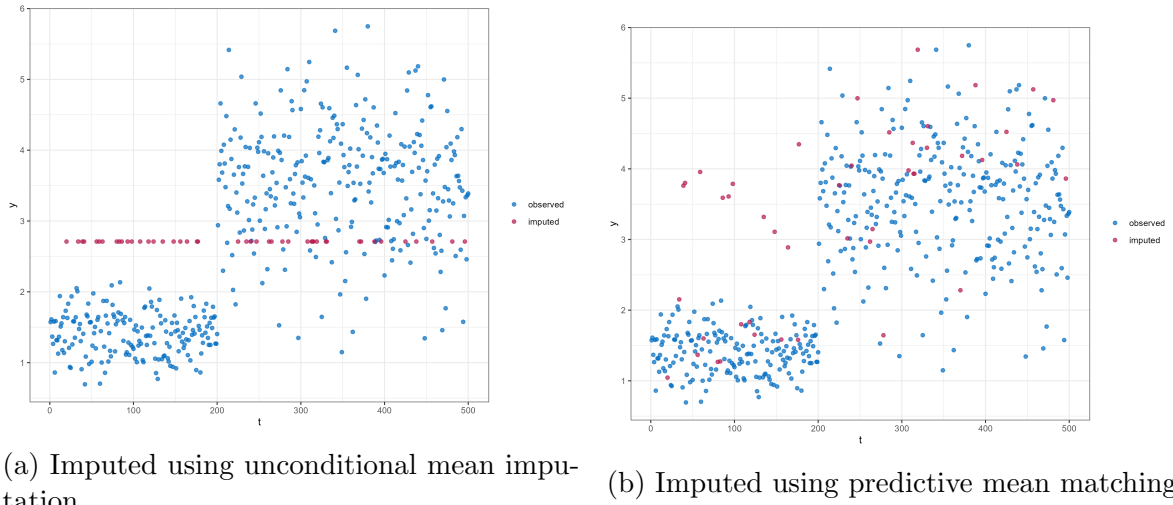 6
5
4
3
2
1
y
0
100
200
300
400
500
t
observed
imputed
(a) Imputed using unconditional mean impu-
tation
6
5
4
3
2
1
y
0
100
200
300
400
500
t
observed
imputed
(b) Imputed using predictive mean matching